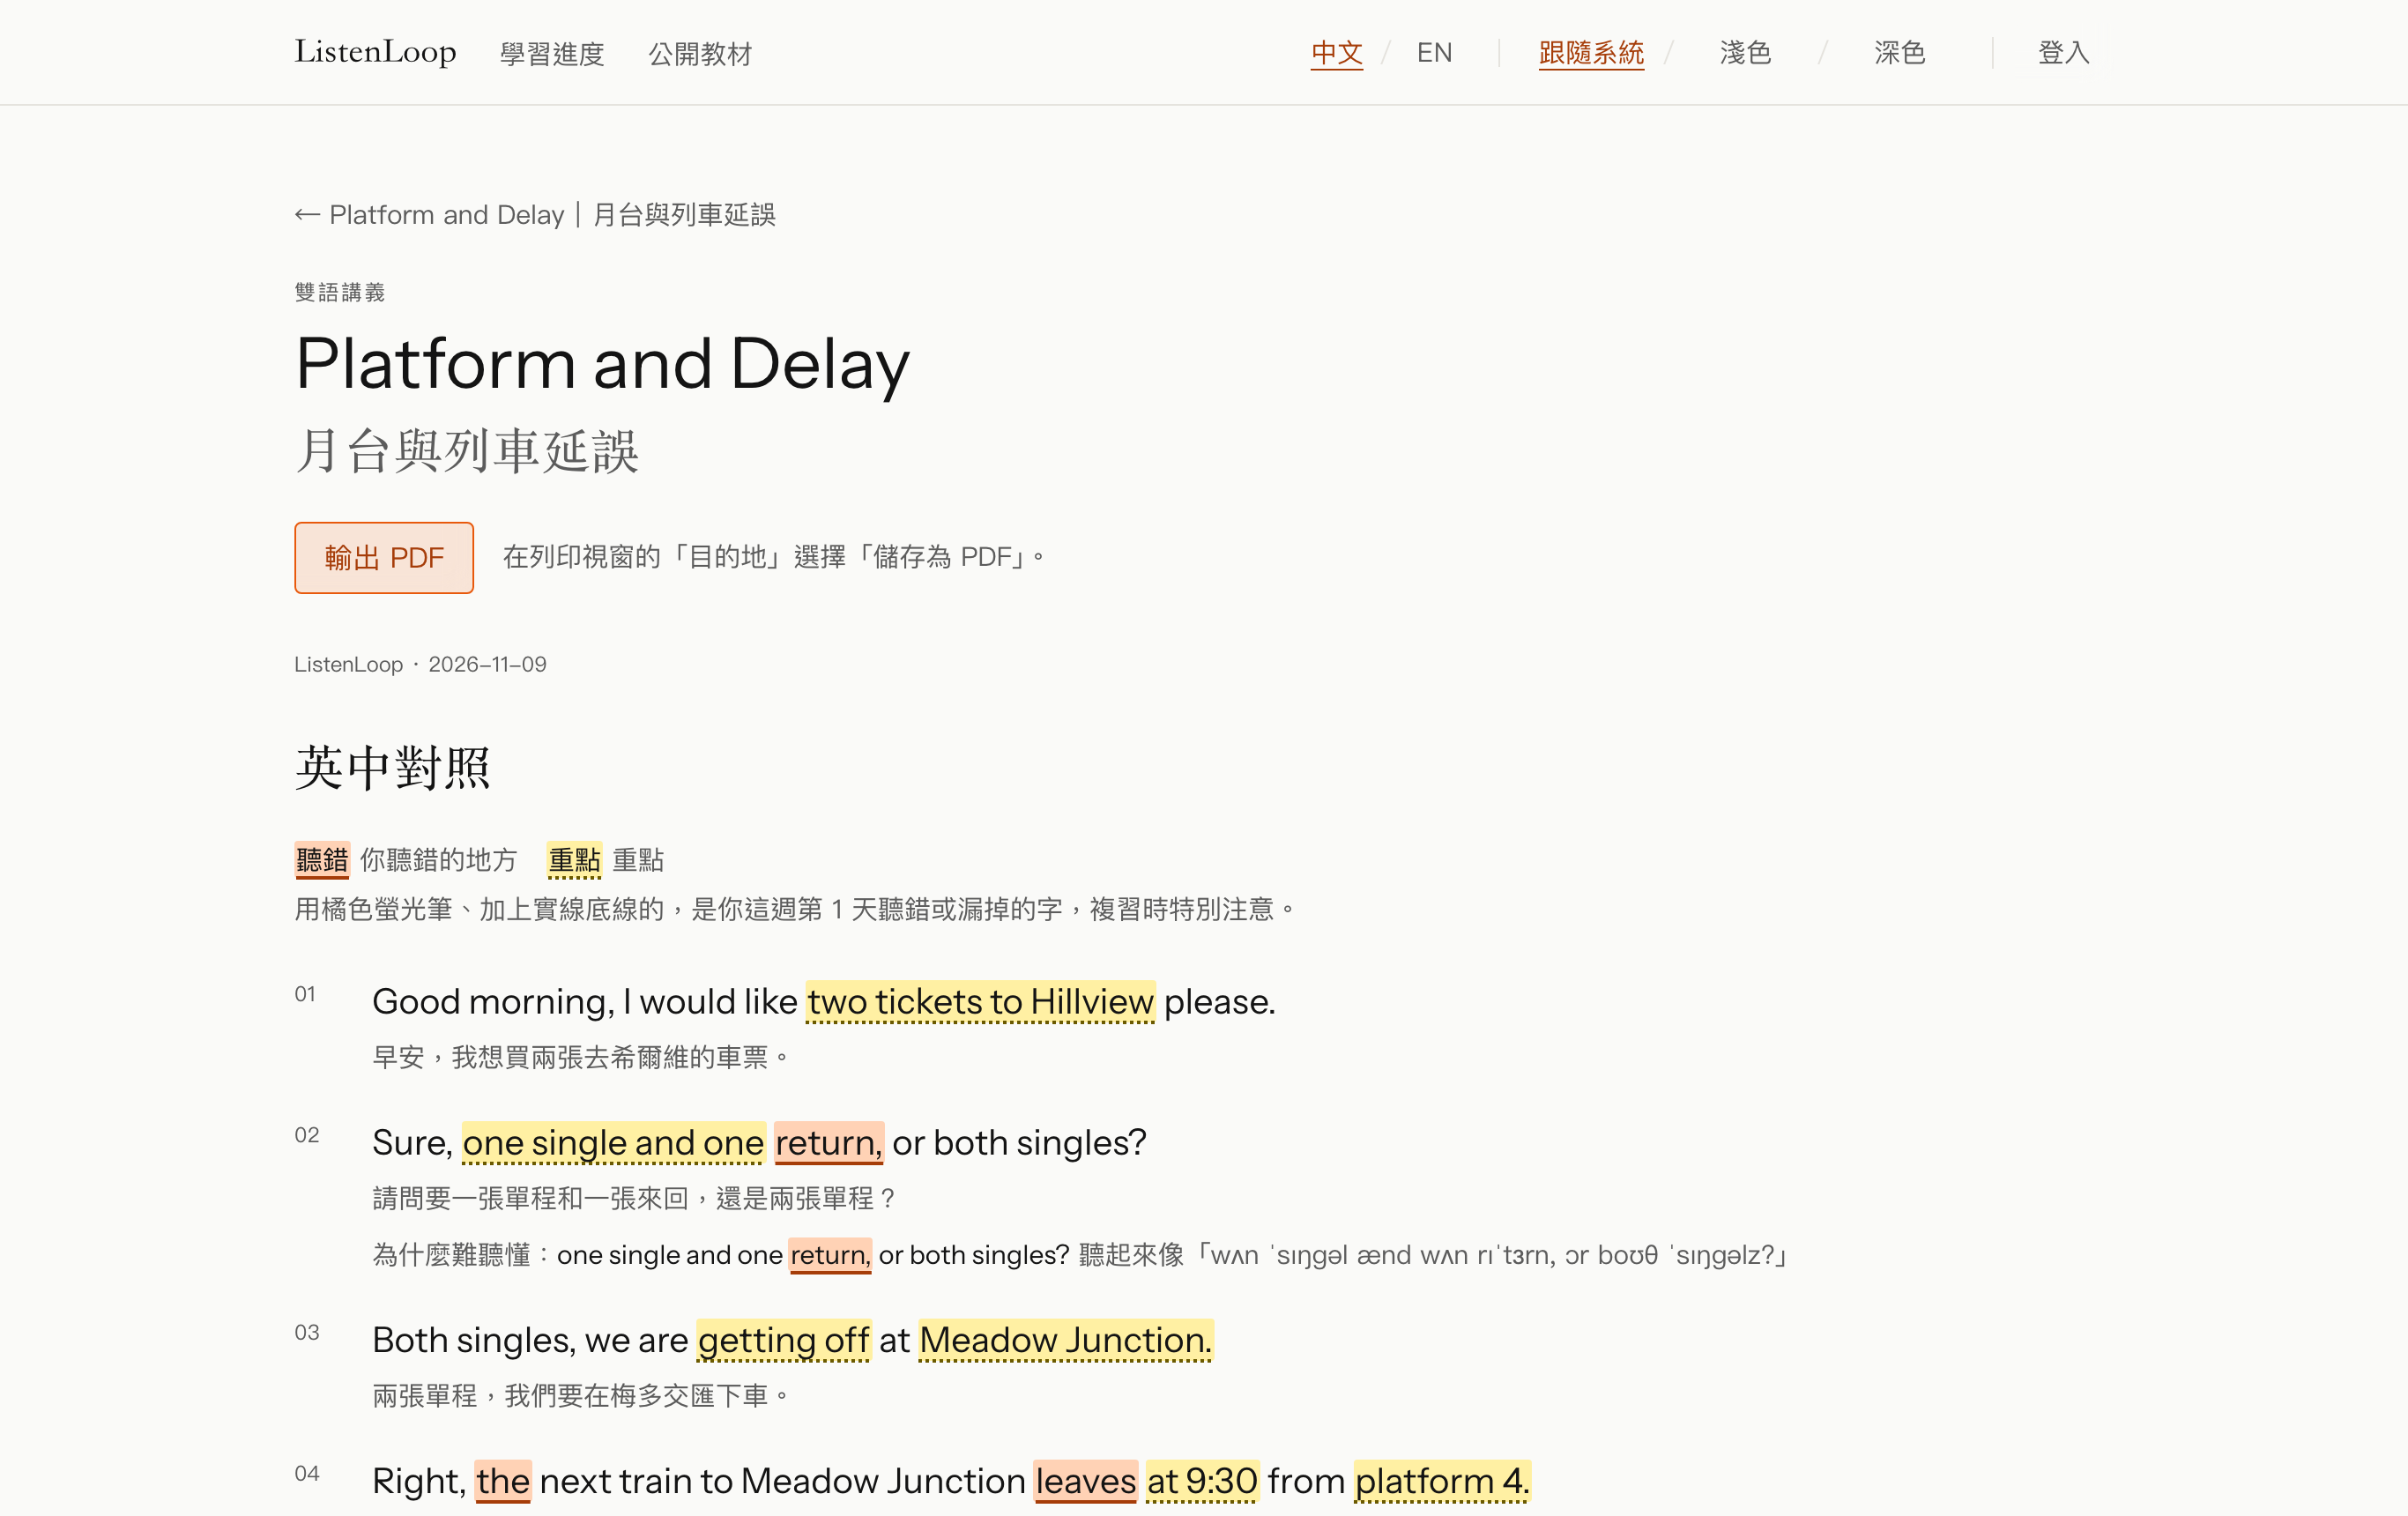 ListenLoop 學習進度 公開教材 中文 / EN | 跟隨系統 / 淺色 / 深色 | 登入
← Platform and Delay | 月台與列車延誤
雙語講義
Platform and Delay
月台與列車延誤
輸出 PDF 在列印視窗的「目的地」選擇「儲存為 PDF」。
ListenLoop · 2026-11-09
英中對照
聽錯 你聽錯的地方 重點 重點
用橘色螢光筆、加上實線底線的，是你這週第 1 天聽錯或漏掉的字，複習時特別注意。
01 Good morning, I would like two tickets to Hillview please.
早安，我想買兩張去希爾維的車票。
02 Sure, one single and one return, or both singles?
請問要一張單程和一張來回，還是兩張單程？
為什麼難聽懂：one single and one return, or both singles? 聽起來像「wʌn ˈsɪŋɡəl ænd wʌn rɪˈtɜrn, ɔr boʊθ ˈsɪŋɡəlz?」
03 Both singles, we are getting off at Meadow Junction.
兩張單程，我們要在梅多交匯下車。
04 Right, the next train to Meadow Junction leaves at 9:30 from platform 4.